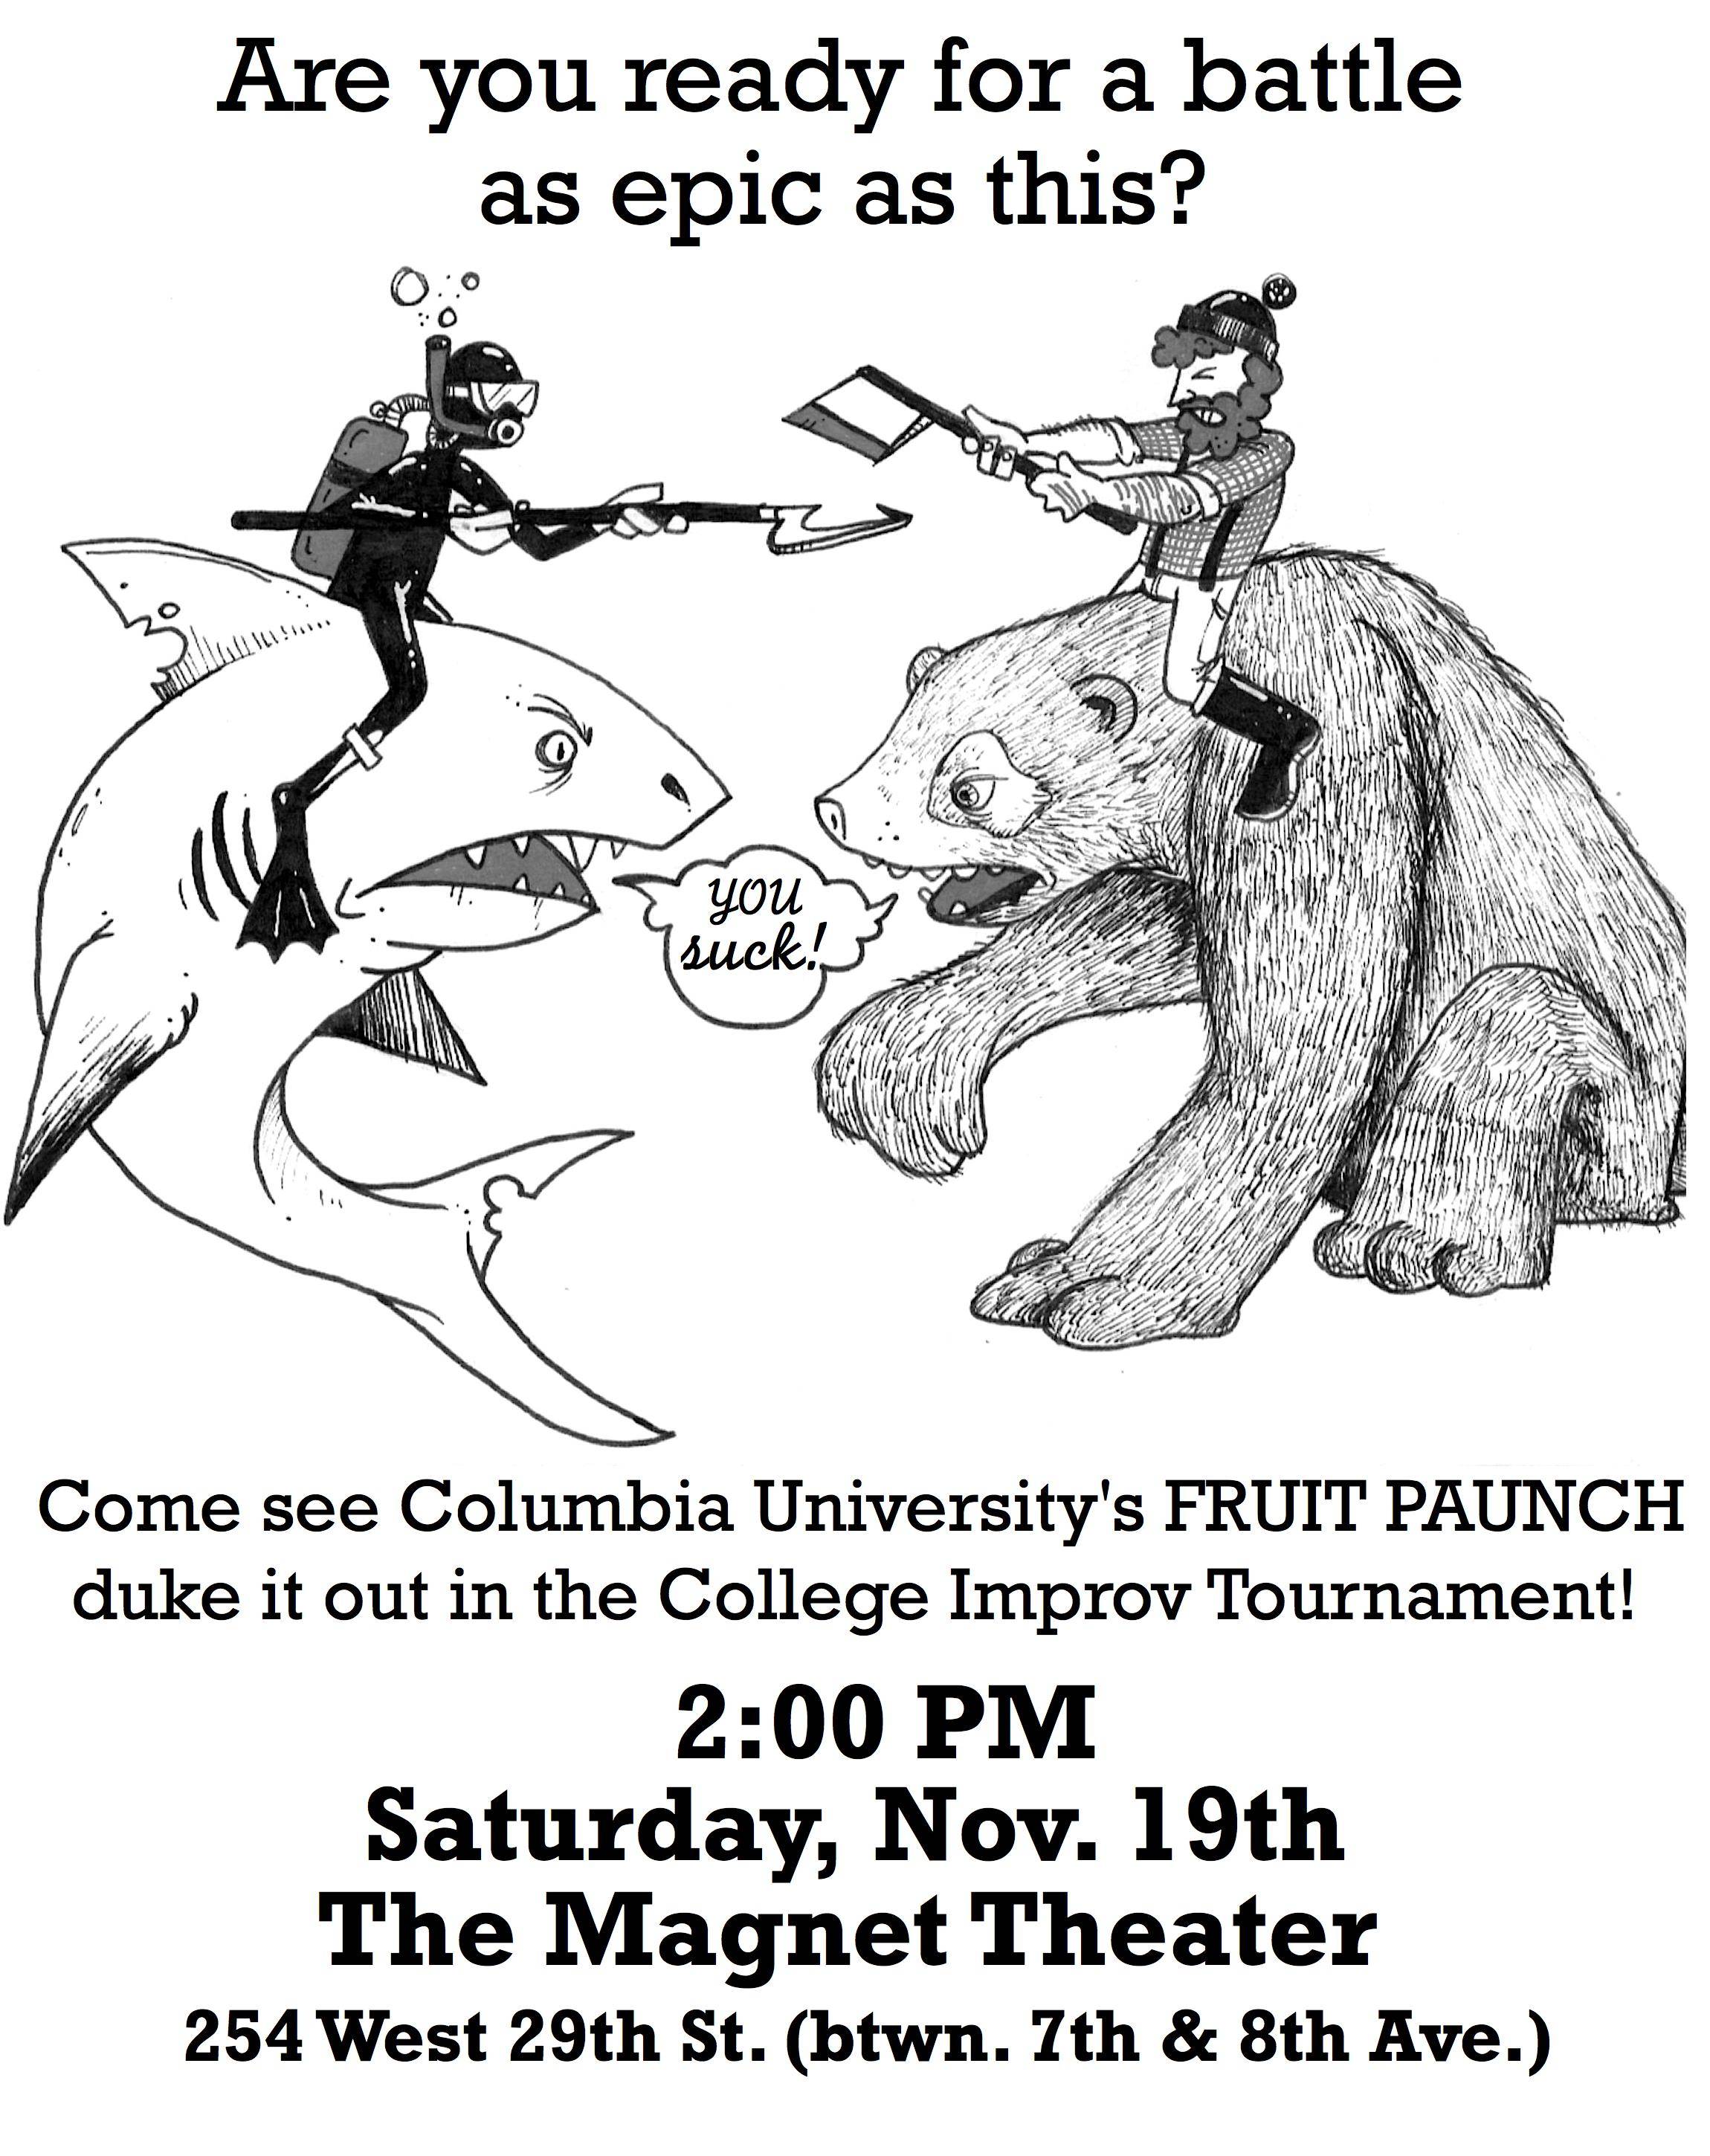 Are you ready for a battle
as epic as this?
YOU
suck!
Come see Columbia University's FRUIT PAUNCH
duke it out in the College Improv Tournament!
2:00 PM
Saturday, Nov. 19th
The Magnet Theater
254 West 29th St. (btwn. 7th & 8th Ave.)